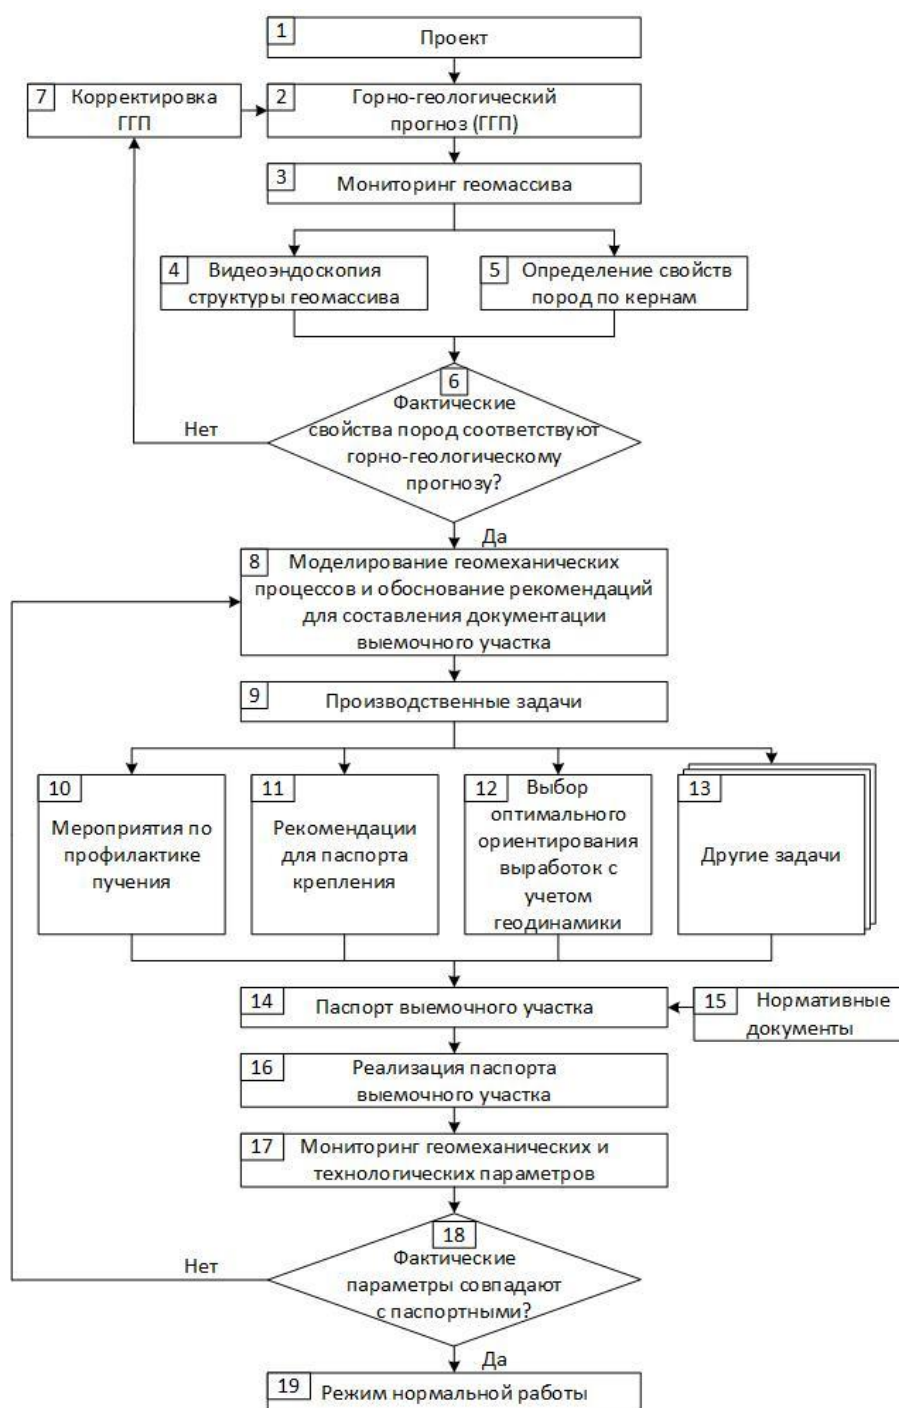 1
Проект
7 Корректировка
ГГП
2 Горно-геологический
прогноз (ГГП)
3
Мониторинг геомассива
4 Видеоэндоскопия
структуры геомассива
5 Определение свойств
пород по кернам
6
Фактические
свойства пород соответствуют
горно-геологическому
прогнозу?
Нет
Да
8 Моделирование геомеханических
процессов и обоснование рекомендаций
для составления документации
выемочного участка
9
Производственные задачи
10
Мероприятия по
профилактике
пучения
11
Рекомендации
для паспорта
крепления
12 Выбор
оптимального
ориентирования
выработок с
учетом
геодинамики
13
Другие задачи
14
Паспорт выемочного участка
15 Нормативные
документы
16 Реализация паспорта
выемочного участка
17 Мониторинг геомеханических и
технологических параметров
18
Фактические
параметры совпадают
с паспортными?
Нет
Да
19
Режим нормальной работы